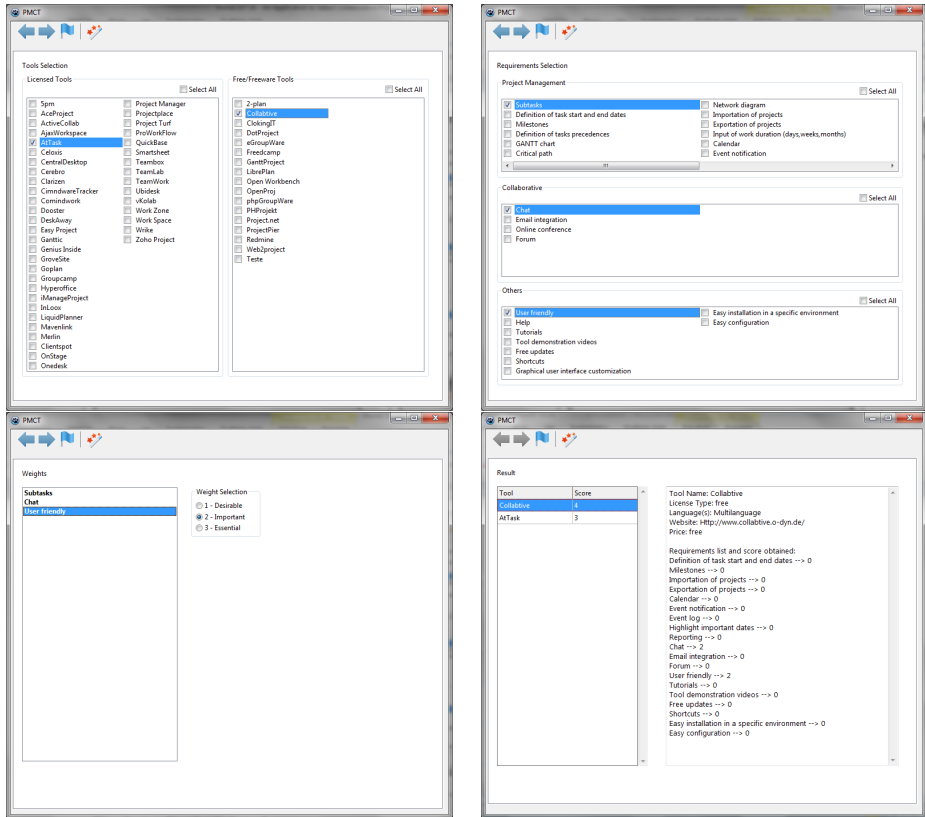 PMCT
Tools Selection
Licensed Tools
Select All
5pm
AceProject
ActiveCollab
AjaxWorkspace
AtTask
Celoxis
CentralDesktop
Cerebro
Clarizen
CimndwareTracker
Comindwork
Dooster
DeskAway
Easy Project
Ganttic
Genius Inside
GroveSite
Goplan
Groupcamp
Hyperoffice
iManageProject
InLoox
LiquidPlanner
Mavenlink
Merlin
Clientspot
OnStage
Onedesk
Project Manager
Projectplace
Project Turf
ProWorkFlow
QuickBase
Smartsheet
Teambox
TeamLab
TeamWork
Ubidesk
vKolab
Work Zone
Work Space
Wrike
Zoho Project
Free/Freeware Tools
Select All
2-plan
Collabtive
ClokingIT
DotProject
eGroupWare
Freedcamp
GanttProject
LibrePlan
Open Workbench
OpenProj
phpGroupWare
PHProjekt
Project.net
ProjectPier
Redmine
Web2project
Teste
PMCT
Requirements Selection
Project Management
Select All
Subtasks
Definition of task start and end dates
Milestones
Definition of tasks precedences
GANTT chart
Critical path
Network diagram
Importation of projects
Exportation of projects
Input of work duration (days,weeks,months)
Calendar
Event notification
Collaborative
Select All
Chat
Email integration
Online conference
Forum
Others
Select All
User friendly
Help
Tutorials
Tool demonstration videos
Free updates
Shortcuts
Graphical user interface customization
Easy installation in a specific environment
Easy configuration
PMCT
Weights
Subtasks
Chat
User friendly
Weight Selection
1 - Desirable
2 - Important
3 - Essential
PMCT
Result
Tool Score
Collabtive 4
AtTask 3
Tool Name: Collabtive
License Type: free
Language(s): Multilanguage
Website: Http://www.collabtive.o-dyn.de/
Price: free
Requirements list and score obtained:
Definition of task start and end dates --> 0
Milestones --> 0
Importation of projects --> 0
Exportation of projects --> 0
Calendar --> 0
Event notification --> 0
Event log --> 0
Highlight important dates --> 0
Reporting --> 0
Chat --> 2
Email integration --> 0
Forum --> 0
User friendly --> 2
Tutorials --> 0
Tool demonstration videos --> 0
Free updates --> 0
Shortcuts --> 0
Easy installation in a specific environment --> 0
Easy configuration --> 0